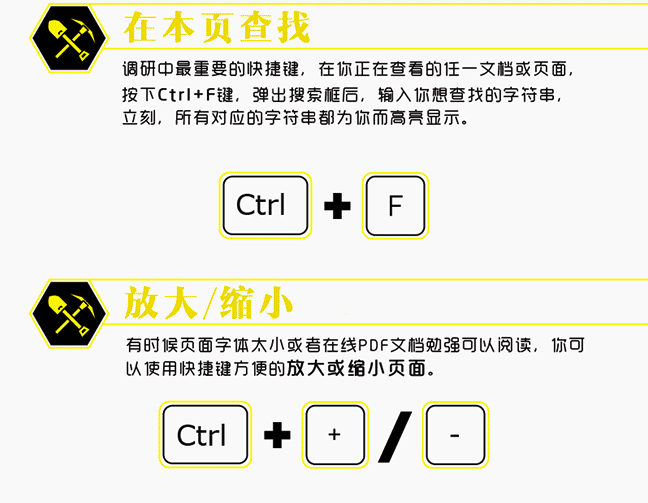 在本页查找
调研中最重要的快捷键，在你正在查看的任一文档或页面，
按下Ctrl+F键，弹出搜索框后，输入你想查找的字符串，
立刻，所有对应的字符串都为你而高亮显示。
Ctrl + F
放大/缩小
有时候页面字体太小或者在线PDF文档勉强可以阅读，你可
以使用快捷键方便的放大或缩小页面。
Ctrl + + / -